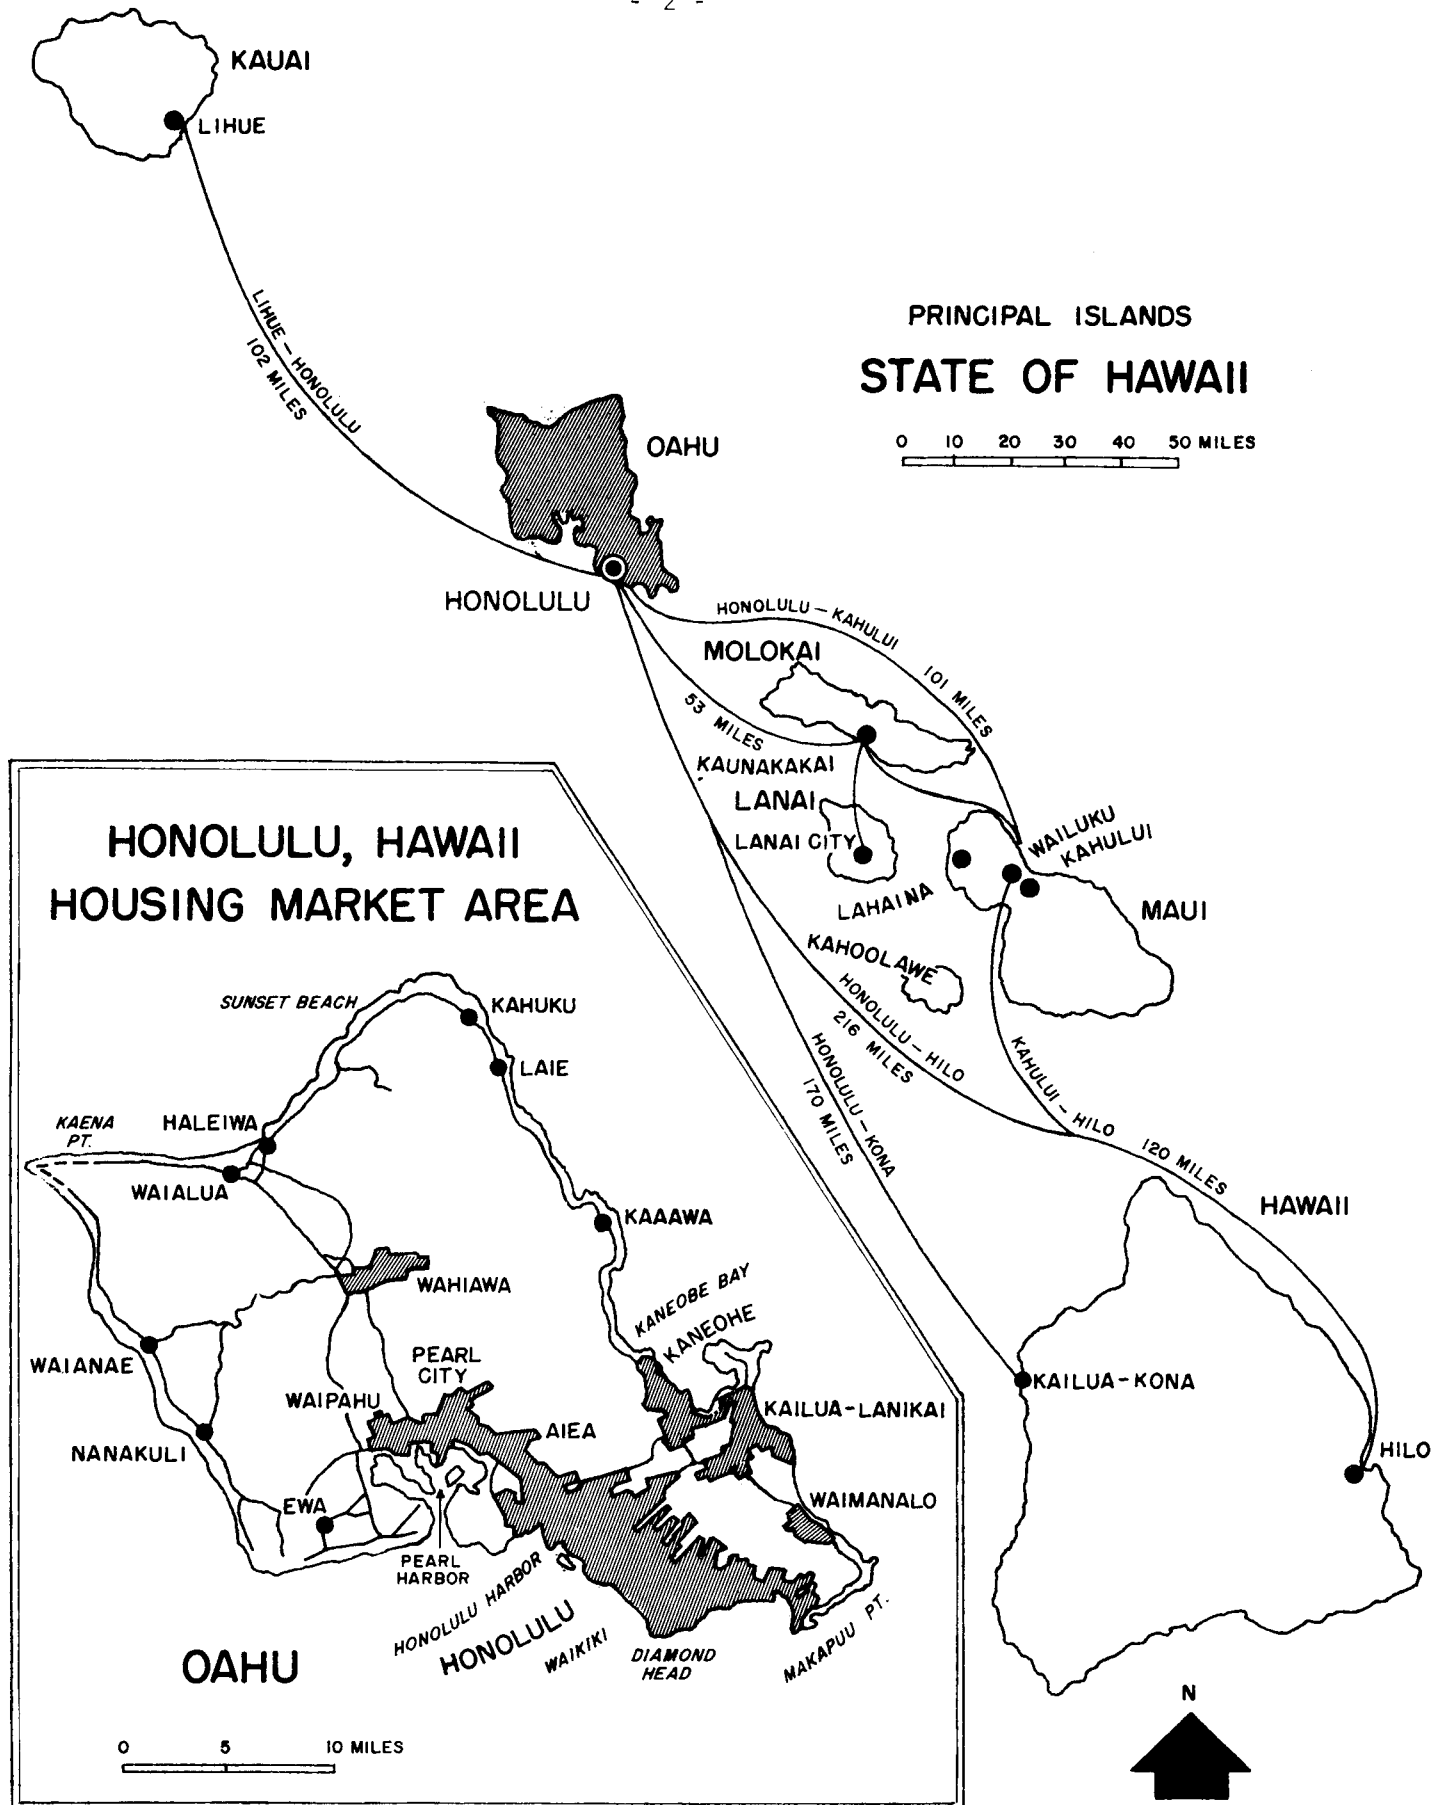 - 2 -
KAUAI
LIHUE
LIHUE - HONOLULU
102 MILES
PRINCIPAL ISLANDS
STATE OF HAWAII
0 10 20 30 40 50 MILES
OAHU
HONOLULU
HONOLULU - KAHULUI
101 MILES
MOLOKAI
53 MILES
KAUNAKAKAI
LANAI
LANAI CITY
WAILUKU
KAHULUI
LAHAINA
MAUI
KAHOOLAWE
HONOLULU - HILO
216 MILES
HONOLULU - KONA
170 MILES
KAHULUI - HILO
120 MILES
HAWAII
KAILUA-KONA
HILO
N
HONOLULU, HAWAII
HOUSING MARKET AREA
SUNSET BEACH
KAHUKU
LAIE
HALEIWA
KAENA
PT.
WAIALUA
KAAAWA
WAHIAWA
KANEOBE BAY
KANEOHE
WAIANAE
PEARL
CITY
WAIPAHU
KAILUA-LANIKAI
AIEA
NANAKULI
EWA
WAIMANALO
PEARL
HARBOR
HONOLULU HARBOR
HONOLULU
WAIKIKI
DIAMOND
HEAD
MAKAPUU PT.
OAHU
0 5 10 MILES